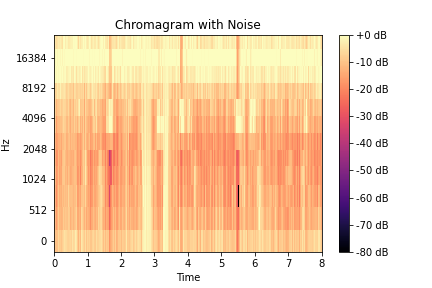 Chromagram with Noise
+0 dB
16384
-10 dB
8192
-20 dB
4096
-30 dB
Hz
2048
-40 dB
1024
-50 dB
512
-60 dB
0
-70 dB
-80 dB
0 1 2 3 4 5 6 7 8
Time